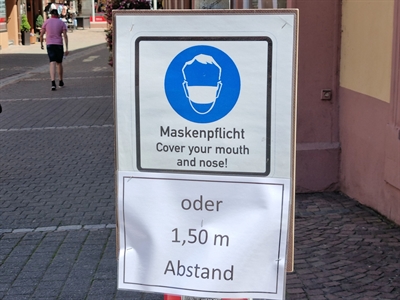 Maskenpflicht
Cover your mouth
and nose!
oder
1,50 m
Abstand